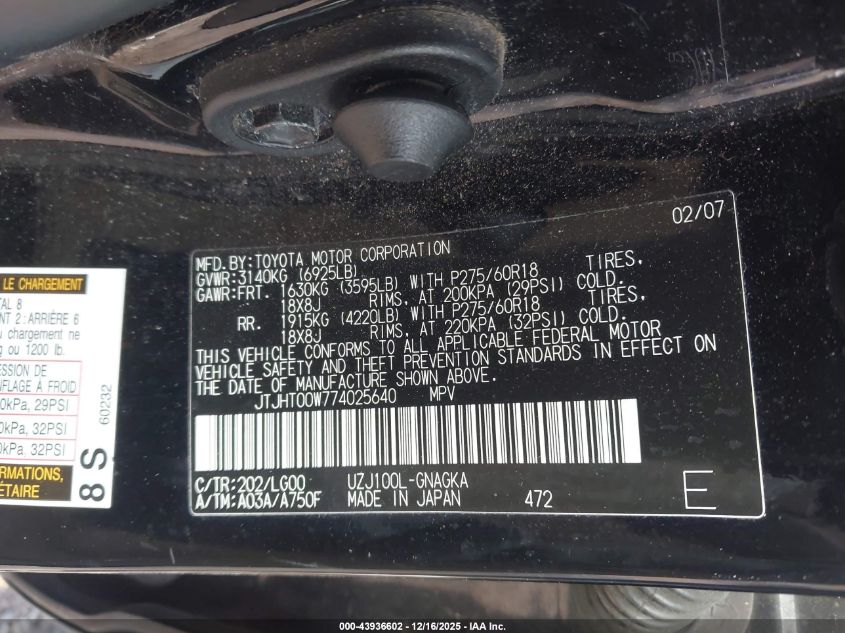 LE CHARGEMENT
TAL 8
NT 2 : ARRIÈRE 6
u chargement ne
g ou 1200 lb.
ESSION DE
NFLAGE À FROID
0kPa, 29PSI
0kPa, 32PSI
0kPa, 32PSI
ORMATIONS,
ÉTAIRE
60232
8 S
02/07
MFD. BY: TOYOTA MOTOR CORPORATION
GVWR: 3140KG (6925LB)
GAWR: FRT. 1630KG (3595LB) WITH P275/60R18 TIRES,
18X8J RIMS, AT 200KPA (29PSI) COLD.
RR. 1915KG (4220LB) WITH P275/60R18 TIRES,
18X8J RIMS, AT 220KPA (32PSI) COLD.
THIS VEHICLE CONFORMS TO ALL APPLICABLE FEDERAL MOTOR
VEHICLE SAFETY AND THEFT PREVENTION STANDARDS IN EFFECT ON
THE DATE OF MANUFACTURE SHOWN ABOVE.
JTJHT00W774025640 MPV
C/TR: 202/LG00 UZJ100L-GNAGKA
A/TM: A03A/A750F MADE IN JAPAN 472 E
000-43936602 - 12/16/2025 - IAA Inc.